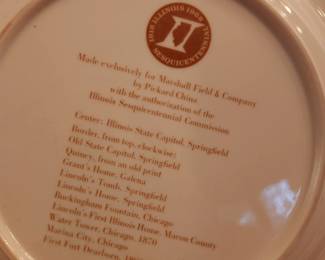 1818 ILLINOIS 1968
SESQUICENTENNIAL
Made exclusively for Marshall Field & Company
by Pickard China
with the authorization of the
Illinois Sesquicentennial Commission
Center: Illinois State Capitol, Springfield
Border, from top, clockwise:
Old State Capitol, Springfield
Quincy, from an old print
Grant's Home, Galena
Lincoln's Tomb, Springfield
Lincoln's Home, Springfield
Buckingham Fountain, Chicago
Lincoln's First Illinois Home, Macon County
Water Tower, Chicago, 1870
Marina City, Chicago
First Fort Dearborn,